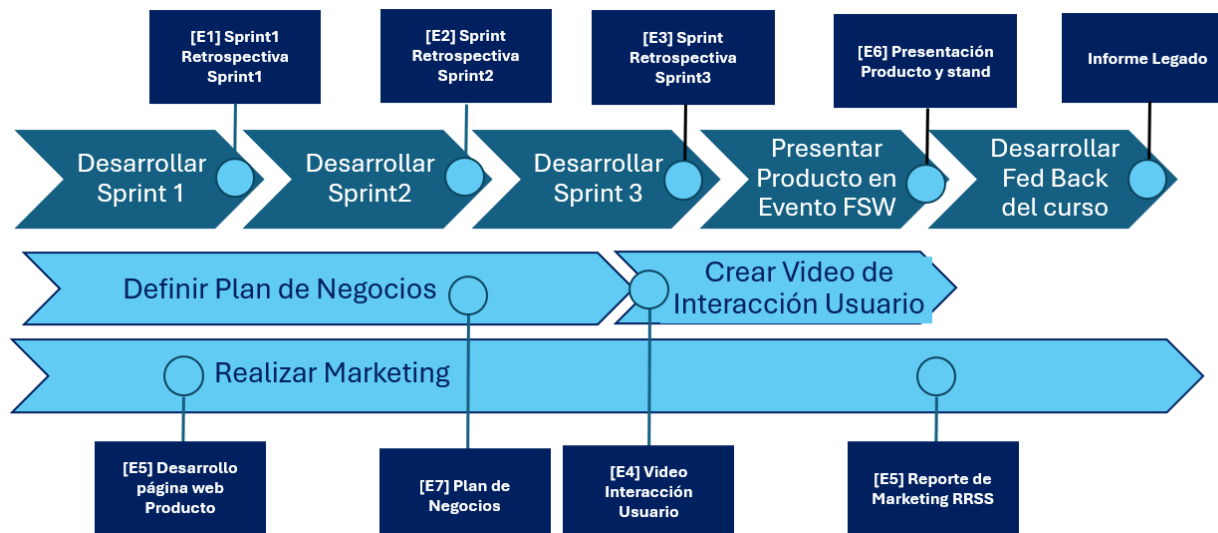 [E1] Sprint1
Retrospectiva
Sprint1
[E2] Sprint
Retrospectiva
Sprint2
[E3] Sprint
Retrospectiva
Sprint3
[E6] Presentación
Producto y stand
Informe Legado
Desarrollar
Sprint 1
Desarrollar
Sprint2
Desarrollar
Sprint 3
Presentar
Producto en
Evento FSW
Desarrollar
Fed Back
del curso
Definir Plan de Negocios
Crear Video de
Interacción Usuario
Realizar Marketing
[E5] Desarrollo
página web
Producto
[E7] Plan de
Negocios
[E4] Video
Interacción
Usuario
[E5] Reporte de
Marketing RRSS